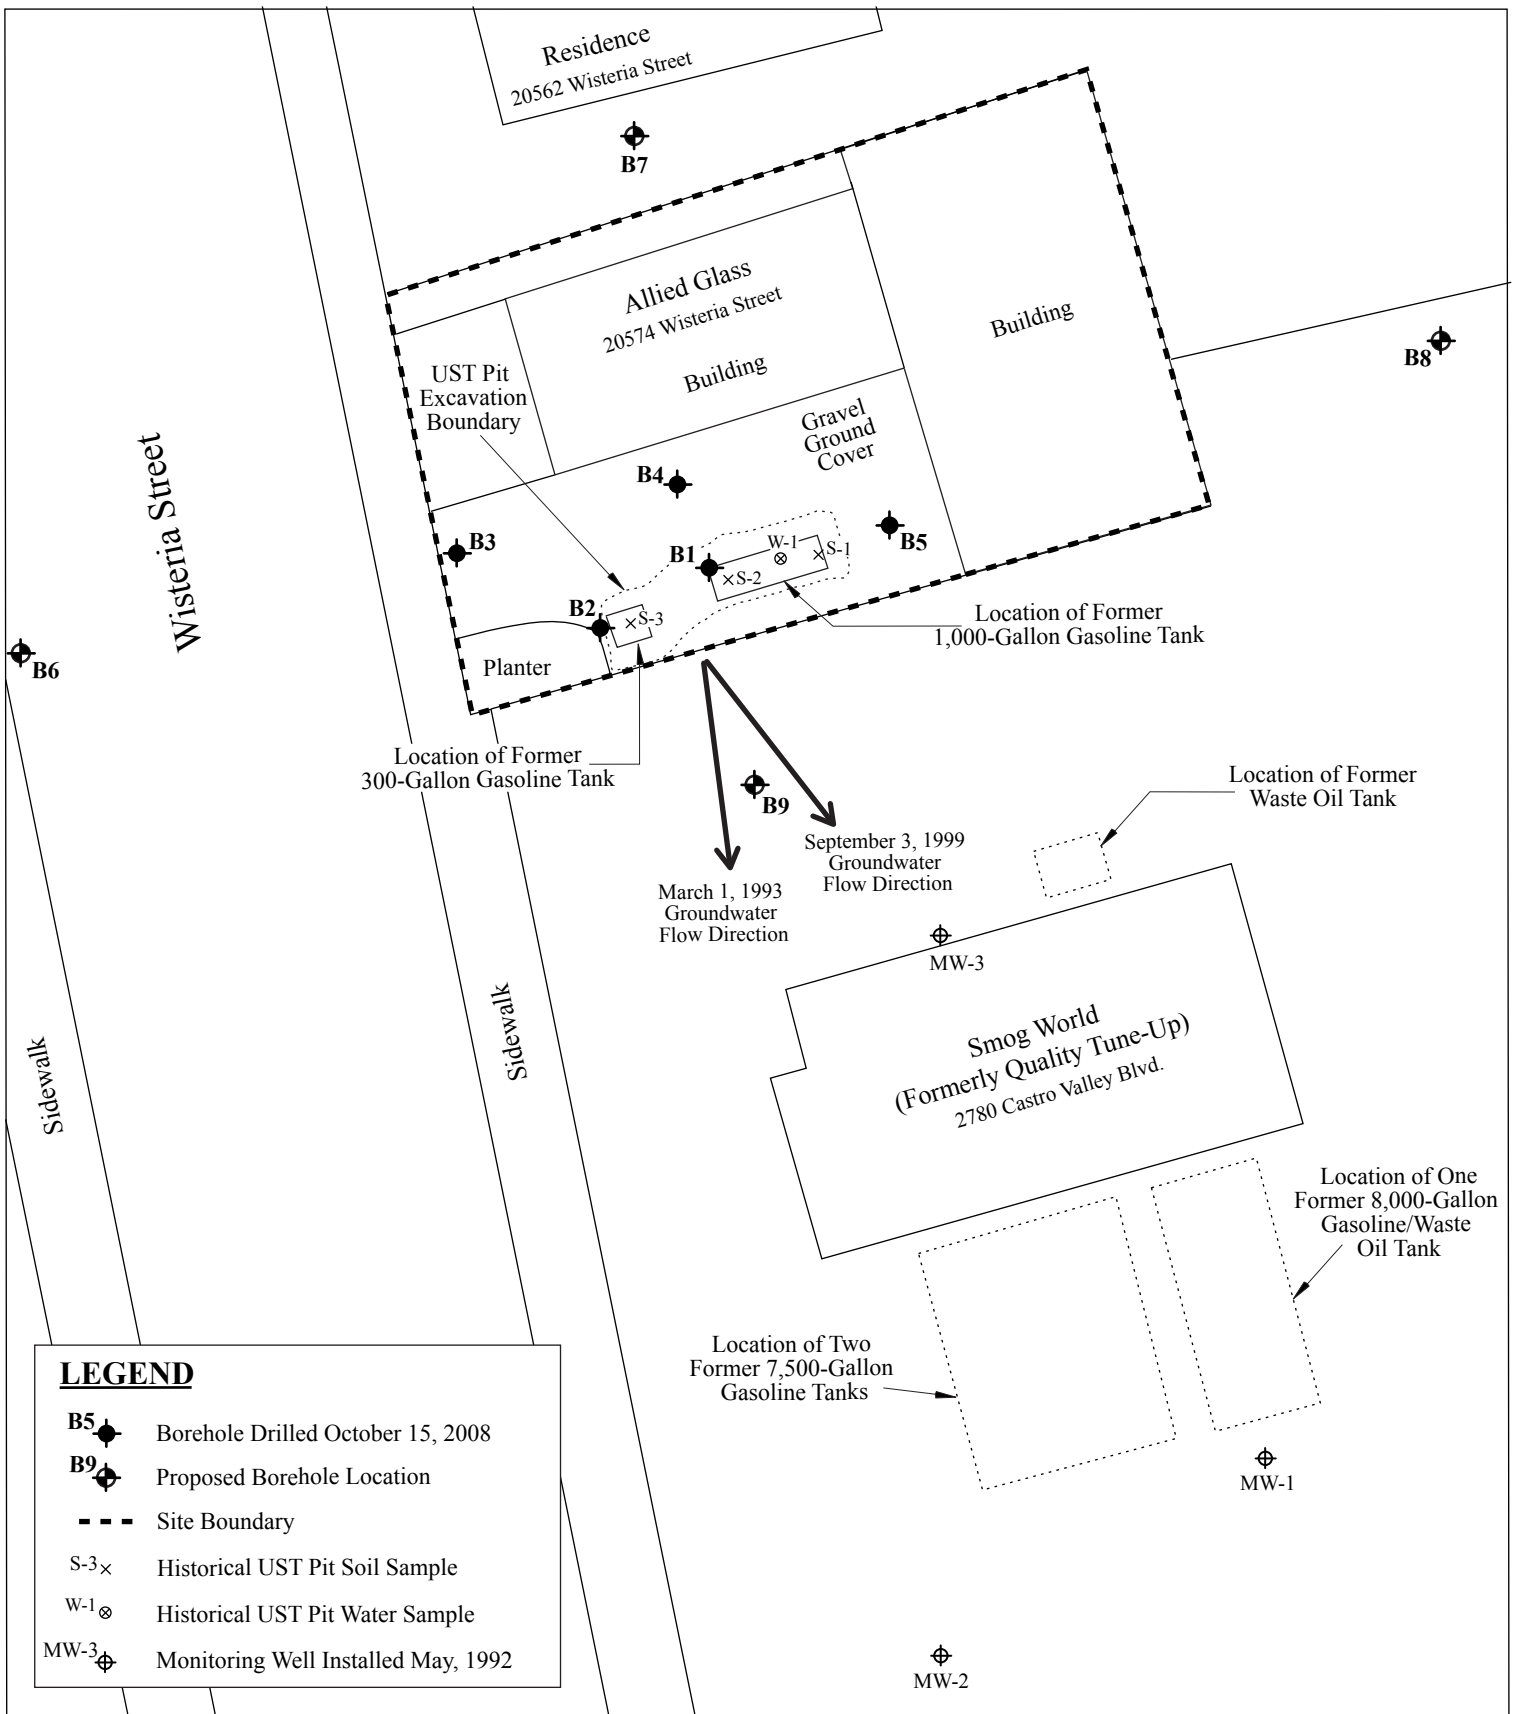 Residence
20562 Wisteria Street
B7
Allied Glass
20574 Wisteria Street
Building
Building
B8
UST Pit
Excavation
Boundary
Gravel
Ground
Cover
Wisteria Street
B4
B3
B5
B1
W-1
S-1
S-2
B2
S-3
B6
Planter
Location of Former
1,000-Gallon Gasoline Tank
Location of Former
300-Gallon Gasoline Tank
B9
Location of Former
Waste Oil Tank
September 3, 1999
Groundwater
Flow Direction
March 1, 1993
Groundwater
Flow Direction
MW-3
Smog World
(Formerly Quality Tune-Up)
2780 Castro Valley Blvd.
Sidewalk
Sidewalk
Location of One
Former 8,000-Gallon
Gasoline/Waste
Oil Tank
Location of Two
Former 7,500-Gallon
Gasoline Tanks
MW-1
MW-2
LEGEND
B5 Borehole Drilled October 15, 2008
B9 Proposed Borehole Location
Site Boundary
S-3 Historical UST Pit Soil Sample
W-1 Historical UST Pit Water Sample
MW-3 Monitoring Well Installed May, 1992